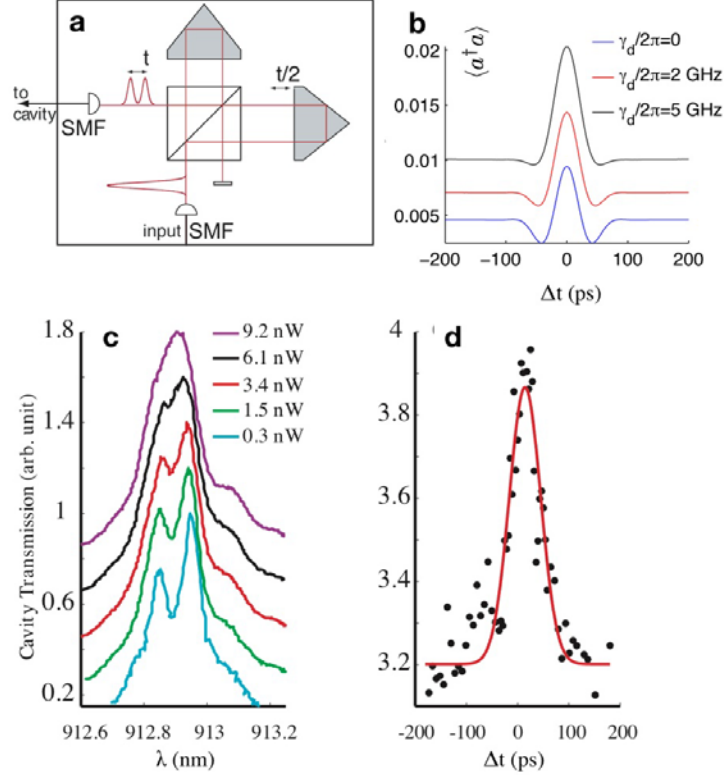 a
t
t/2
to
cavity
SMF
input
SMF
b
⟨a†a⟩
γd/2π=0
γd/2π=2 GHz
γd/2π=5 GHz
0.02
0.015
0.01
0.005
−200
−100
0
100
200
Δt (ps)
c
9.2 nW
6.1 nW
3.4 nW
1.5 nW
0.3 nW
Cavity Transmission (arb. unit)
1.8
1.4
1
0.6
0.2
912.6
912.8
913
913.2
λ (nm)
d
4
3.8
3.6
3.4
3.2
-200
-100
0
100
200
Δt (ps)